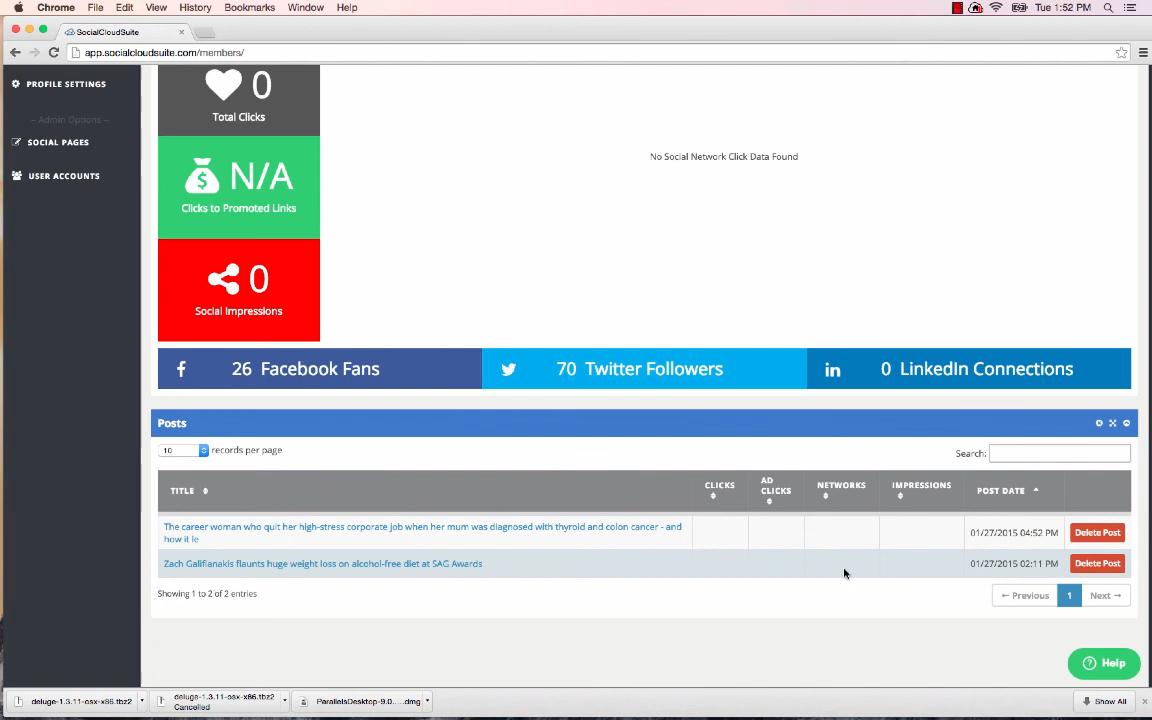 Chrome File Edit View History Bookmarks Window Help Tue 1:52 PM
SocialCloudSuite
app.socialcloudsuite.com/members/
PROFILE SETTINGS
-- Admin Options --
SOCIAL PAGES
USER ACCOUNTS
0
Total Clicks
N/A
Clicks to Promoted Links
0
Social Impressions
No Social Network Click Data Found
26 Facebook Fans
70 Twitter Followers
0 LinkedIn Connections
Posts
10 records per page Search:
TITLE CLICKS AD CLICKS NETWORKS IMPRESSIONS POST DATE
The career woman who quit her high-stress corporate job when her mum was diagnosed with thyroid and colon cancer - and
how it le
01/27/2015 04:52 PM Delete Post
Zach Galifianakis flaunts huge weight loss on alcohol-free diet at SAG Awards 01/27/2015 02:11 PM Delete Post
Showing 1 to 2 of 2 entries ← Previous 1 Next →
Help
deluge-1.3.11-osx-x86.tbz2
deluge-1.3.11-osx-x86.tbz2
Cancelled
ParallelsDesktop-9.0.....dmg
Show All